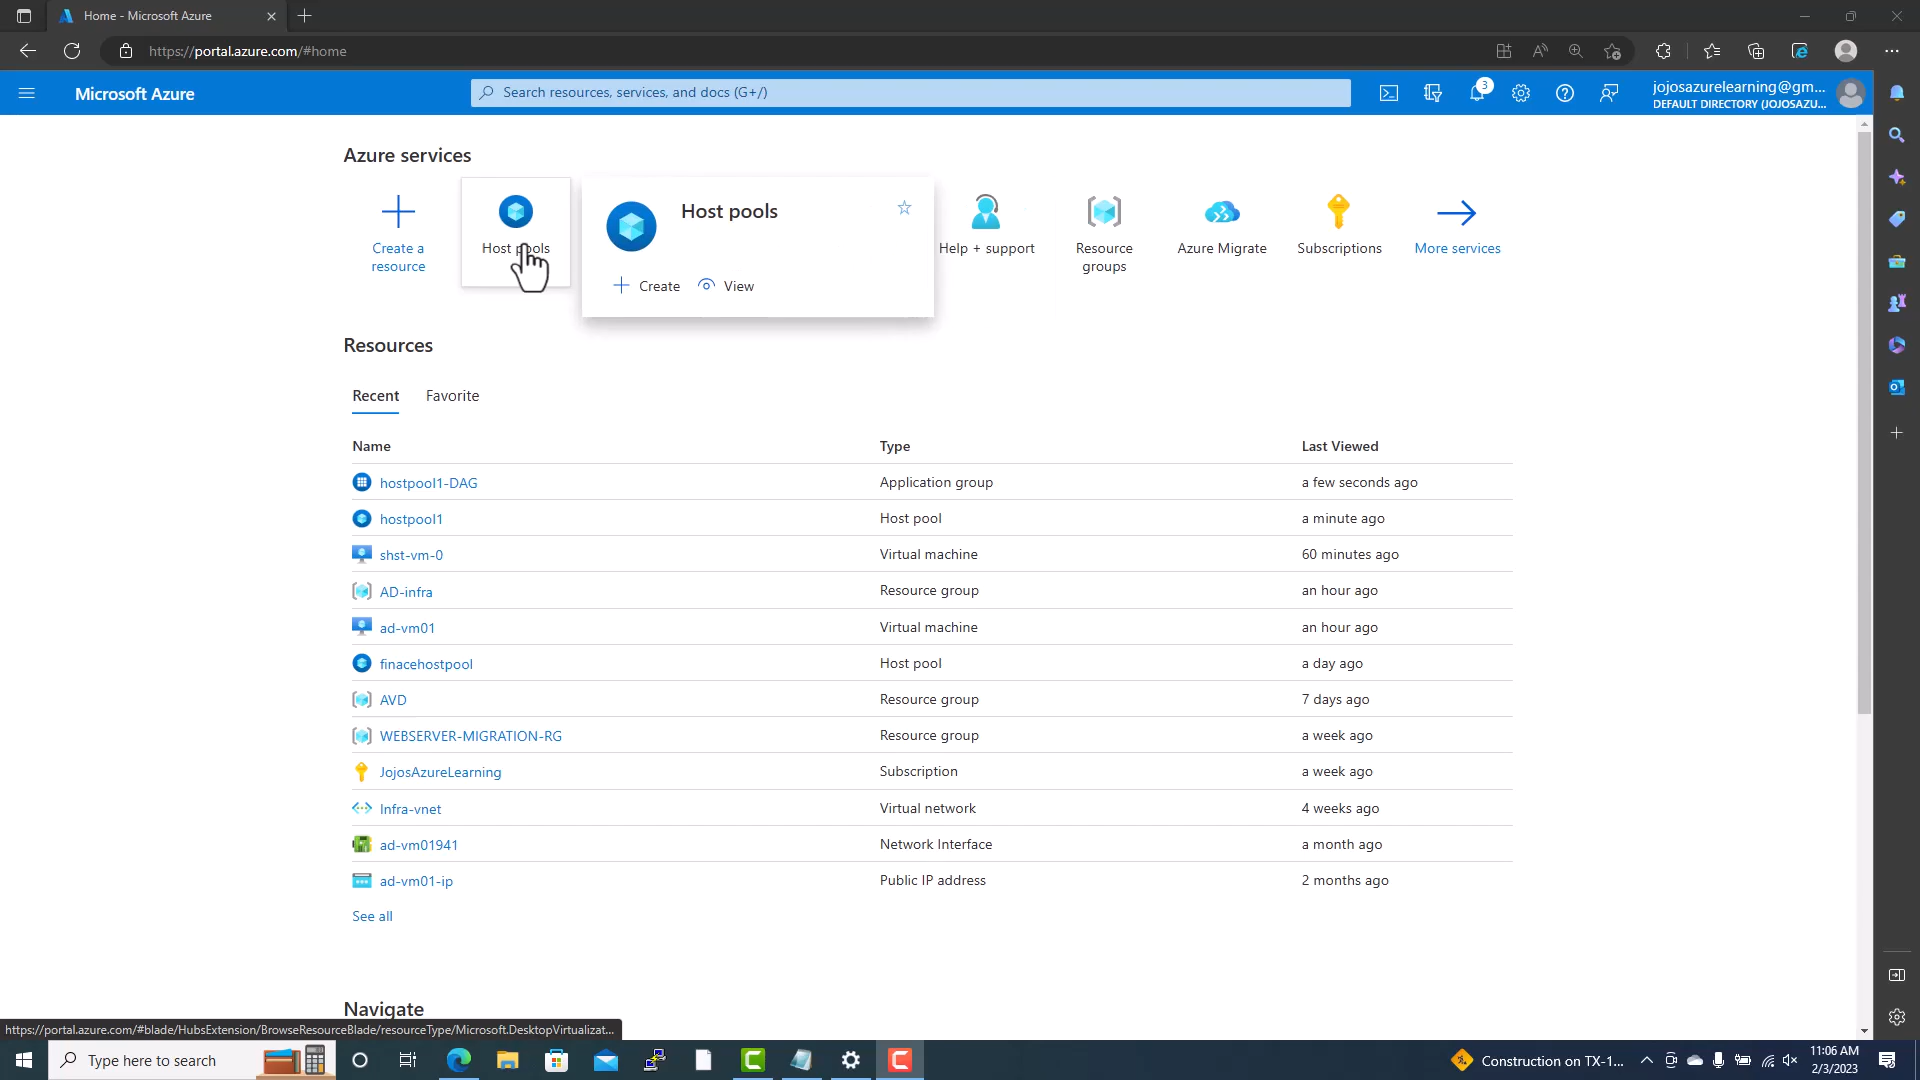 Home - Microsoft Azure
https://portal.azure.com/#home
Microsoft Azure
Search resources, services, and docs (G+/)
3
jojosazurelearning@gm...
DEFAULT DIRECTORY (JOJOSAZU...
Azure services
Create a
resource
Host pools
Host pools
Create
View
Help + support
Resource
groups
Azure Migrate
Subscriptions
More services
Resources
Recent
Favorite
Name Type Last Viewed
hostpool1-DAG Application group a few seconds ago
hostpool1 Host pool a minute ago
shst-vm-0 Virtual machine 60 minutes ago
AD-infra Resource group an hour ago
ad-vm01 Virtual machine an hour ago
finacehostpool Host pool a day ago
AVD Resource group 7 days ago
WEBSERVER-MIGRATION-RG Resource group a week ago
JojosAzureLearning Subscription a week ago
Infra-vnet Virtual network 4 weeks ago
ad-vm01941 Network Interface a month ago
ad-vm01-ip Public IP address 2 months ago
See all
Navigate
https://portal.azure.com/#blade/HubsExtension/BrowseResourceBlade/resourceType/Microsoft.DesktopVirtualizat...
Type here to search
Construction on TX-1...
11:06 AM
2/3/2023